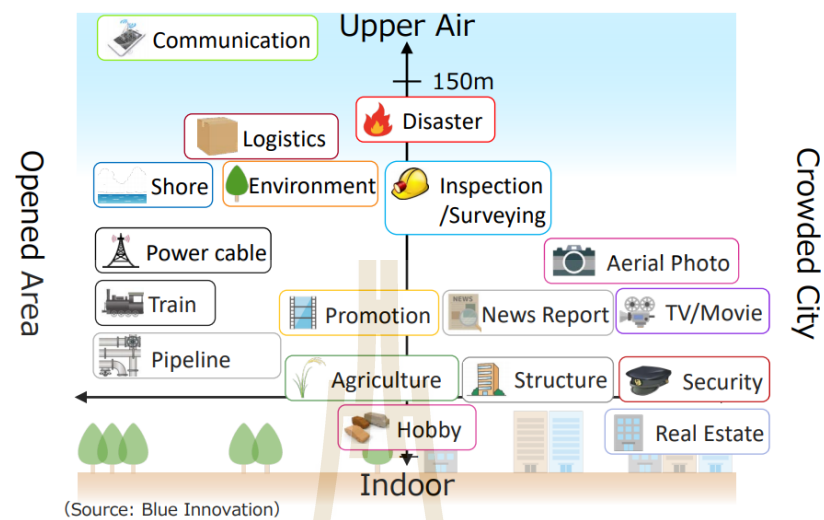 Upper Air
Communication
150m
Disaster
Logistics
Shore
Environment
Inspection
/Surveying
Opened Area
Crowded City
Power cable
Aerial Photo
Train
Promotion
NEWS
News Report
TV/Movie
Pipeline
Agriculture
Structure
Security
Hobby
Real Estate
Indoor
(Source: Blue Innovation)